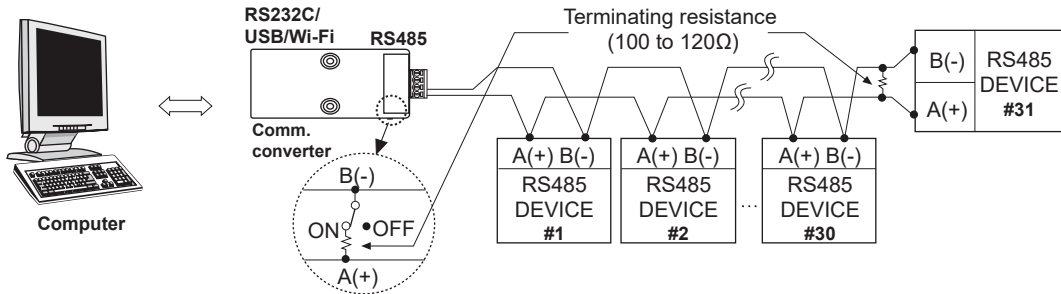 RS232C/
USB/Wi-Fi
RS485
Comm.
converter
Computer
B(-)
ON
OFF
A(+)
Terminating resistance
(100 to 120Ω)
A(+) B(-)
RS485
DEVICE
#1
A(+) B(-)
RS485
DEVICE
#2
...
A(+) B(-)
RS485
DEVICE
#30
B(-)
A(+)
RS485
DEVICE
#31